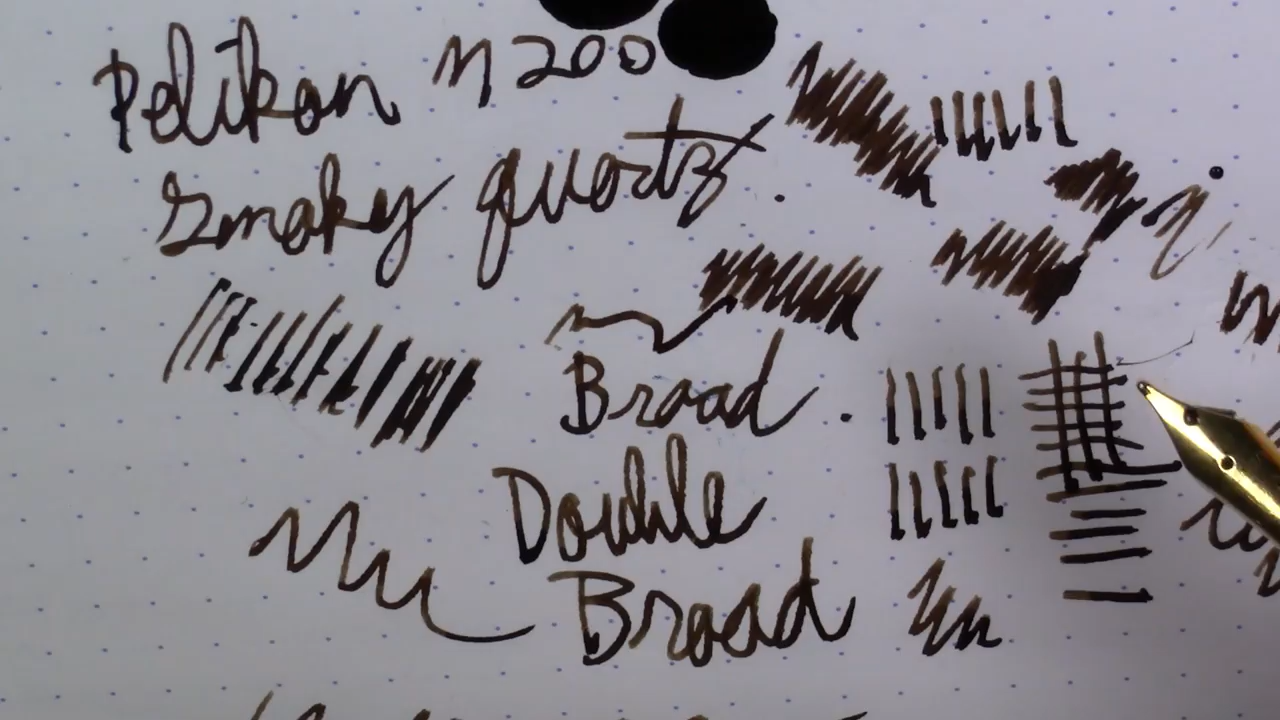 Pelikan M200
Smoky quartz.
Broad.
Double
Broad